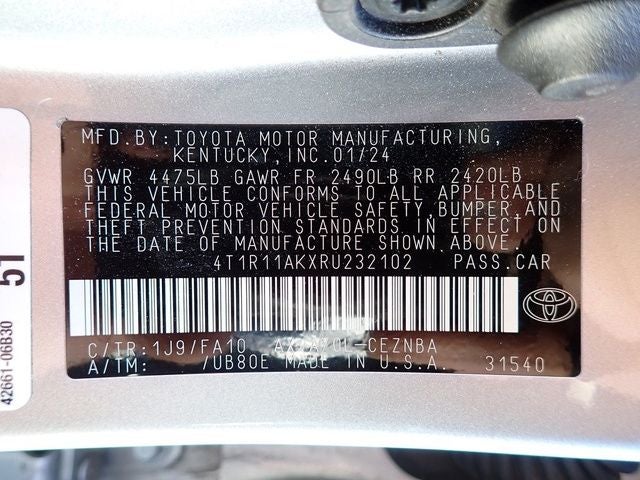 MFD. BY: TOYOTA MOTOR MANUFACTURING,
KENTUCKY, INC. 01/24
GVWR 4475LB GAWR FR 2490LB RR 2420LB
THIS VEHICLE CONFORMS TO ALL APPLICABLE
FEDERAL MOTOR VEHICLE SAFETY, BUMPER, AND
THEFT PREVENTION STANDARDS IN EFFECT ON
THE DATE OF MANUFACTURE SHOWN ABOVE.
4T1R11AKXRU232102 PASS. CAR
C/TR: 1J9/FA10 AXVA70L-CEZNBA
A/TM: /UB80E MADE IN U.S.A. 31540
51
42661-06B30